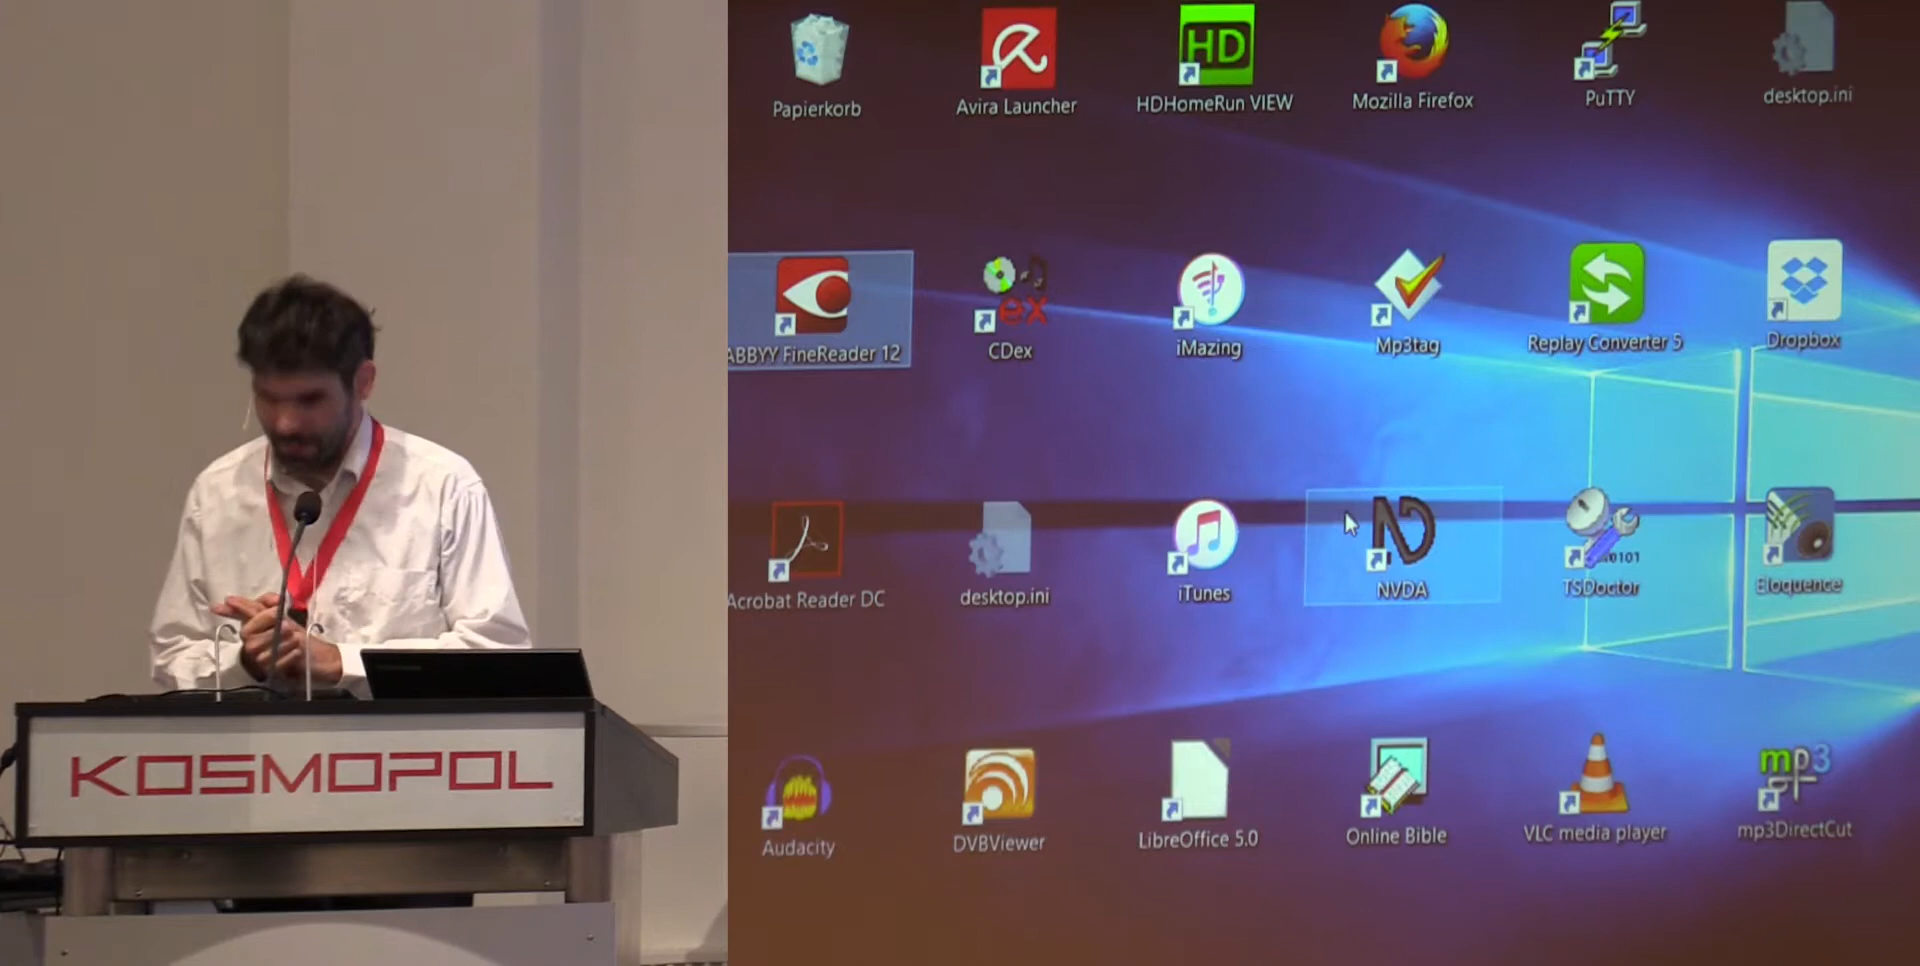 Papierkorb
Avira Launcher
HD
HDHomeRun VIEW
Mozilla Firefox
PuTTY
desktop.ini
ABBYY FineReader 12
ex
CDex
iMazing
Mp3tag
Replay Converter 5
Dropbox
Acrobat Reader DC
desktop.ini
iTunes
NVDA
101
TSDoctor
Eloquence
Audacity
DVBViewer
LibreOffice 5.0
Online Bible
VLC media player
mp3
mp3DirectCut
KOSMOPOL